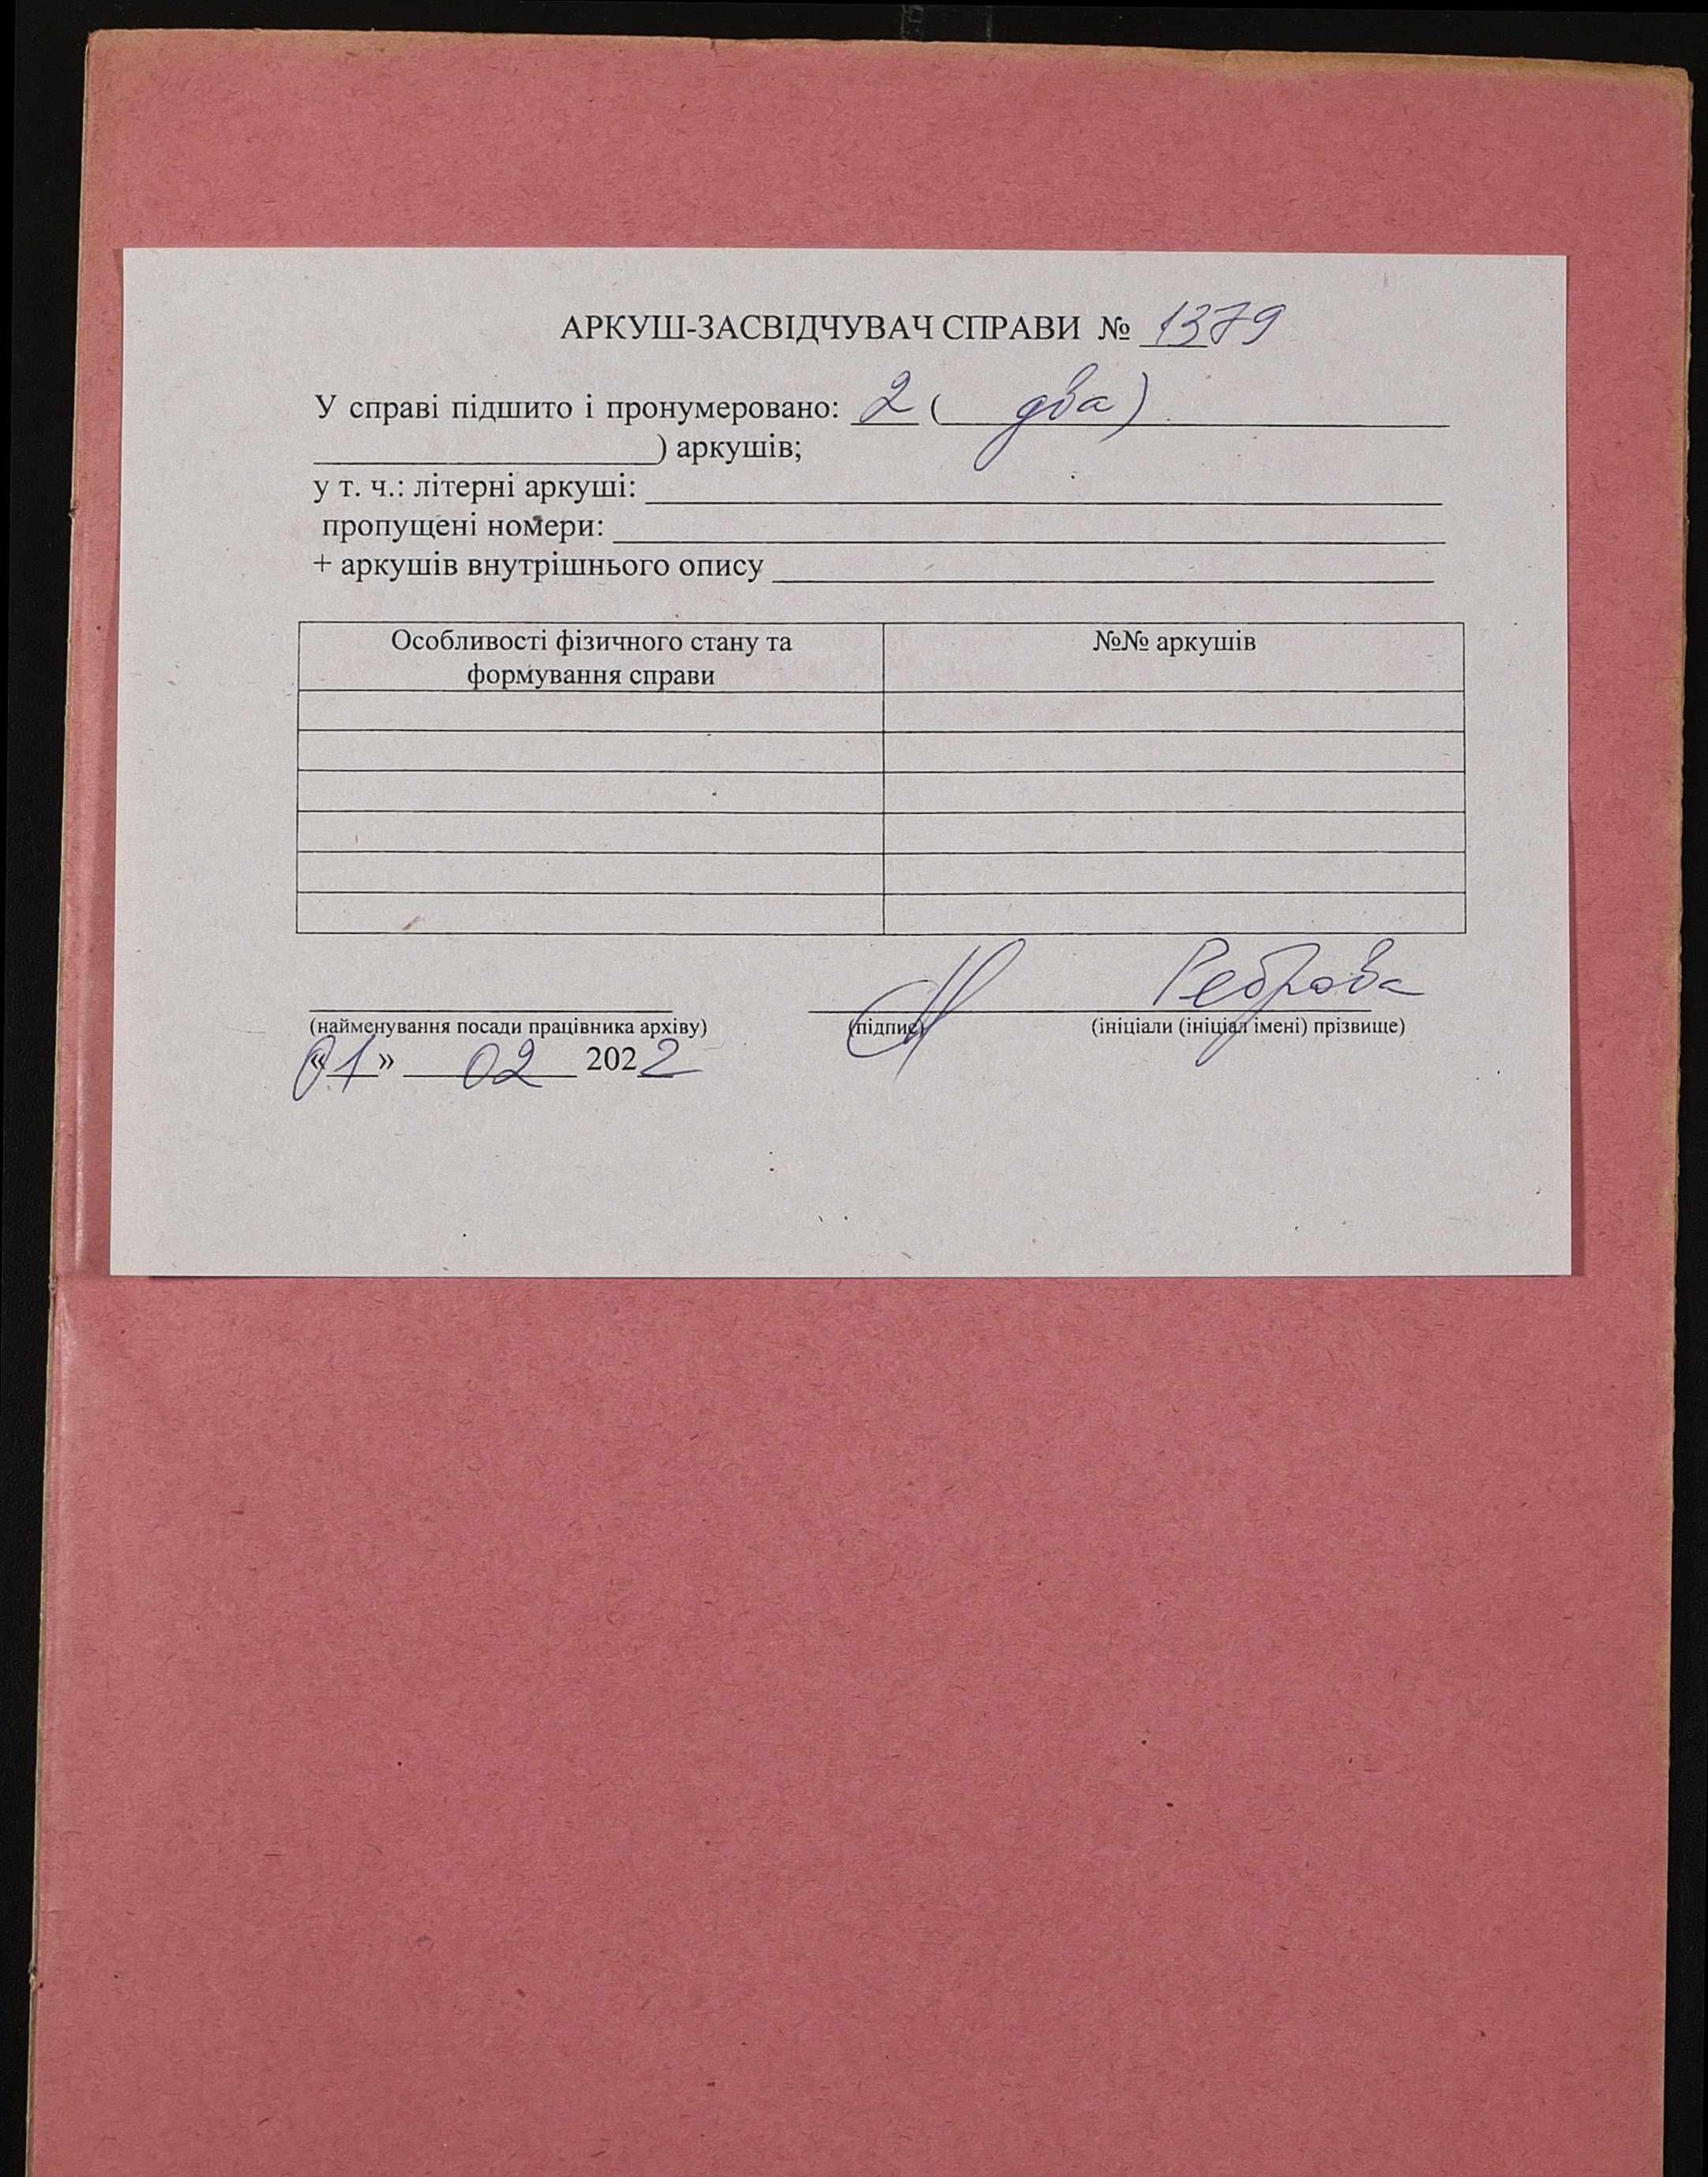 АРКУШ-ЗАСВІДЧУВАЧ СПРАВИ № 1379
У справі підшито і пронумеровано: 2 ( два )
) аркушів;
у т. ч.: літерні аркуші:
пропущені номери:
+ аркушів внутрішнього опису
Особливості фізичного стану та
формування справи
№№ аркушів
Реброва
(найменування посади працівника архіву) (підпис) (ініціали (ініціал імені) прізвище)
«01» 02 2022